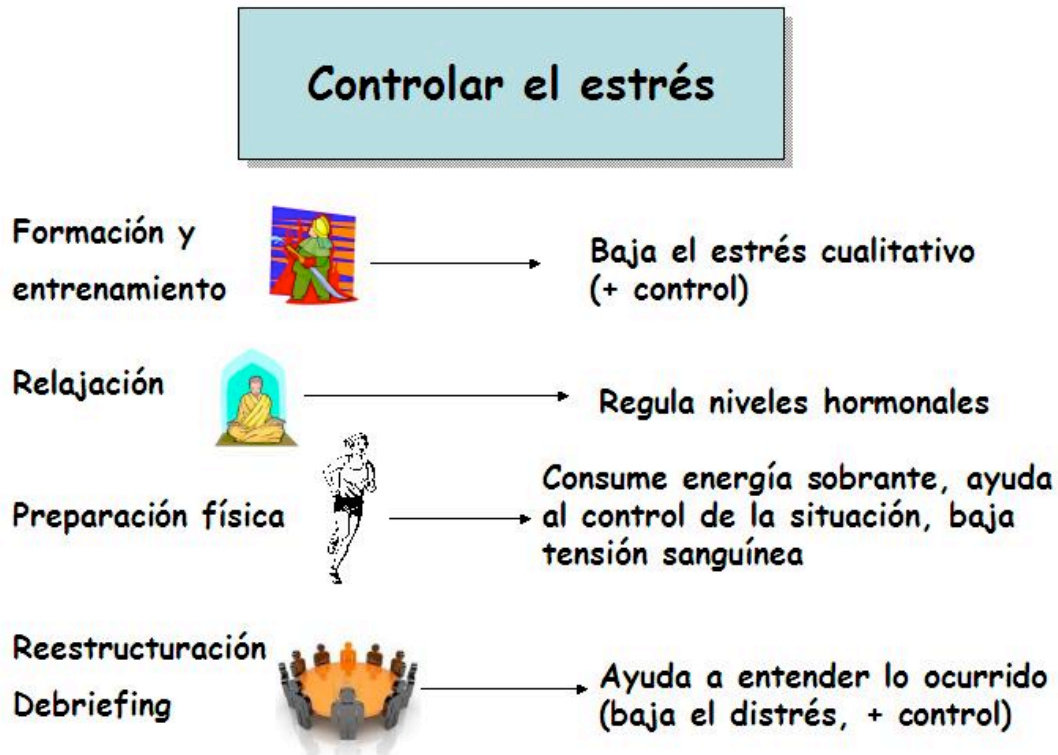 Controlar el estrés
Formación y
entrenamiento
Baja el estrés cualitativo
(+ control)
Relajación
Regula niveles hormonales
Preparación física
Consume energía sobrante, ayuda
al control de la situación, baja
tensión sanguínea
Reestructuración
Debriefing
Ayuda a entender lo ocurrido
(baja el distrés, + control)